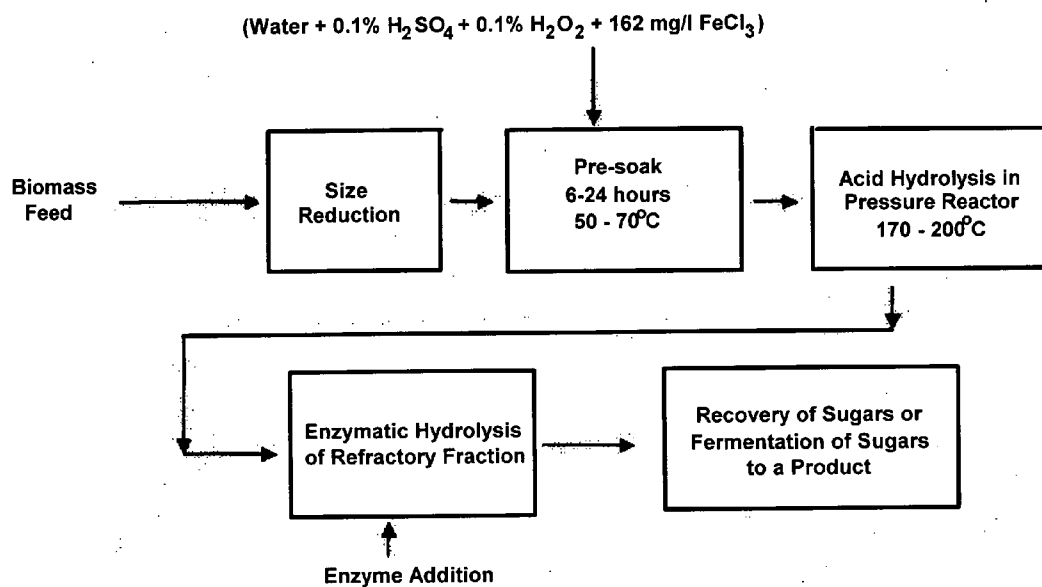 (Water + 0.1% H₂SO₄ + 0.1% H₂O₂ + 162 mg/l FeCl₃)
Biomass
Feed
Size
Reduction
Pre-soak
6-24 hours
50 - 70°C
Acid Hydrolysis in
Pressure Reactor
170 - 200°C
Enzymatic Hydrolysis
of Refractory Fraction
Recovery of Sugars or
Fermentation of Sugars
to a Product
Enzyme Addition